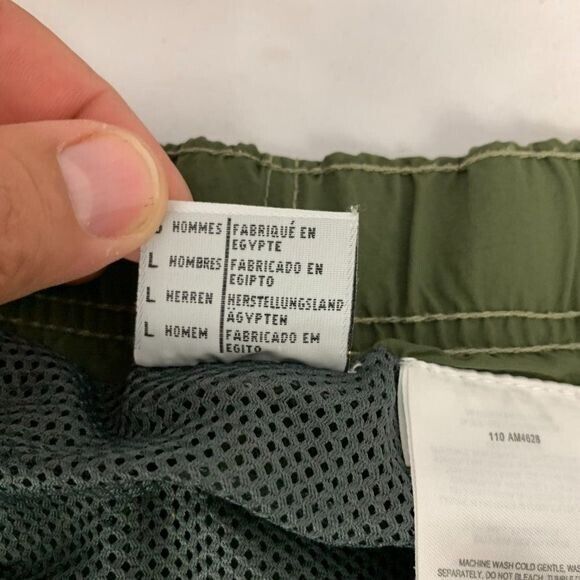 HOMMES FABRIQUÉ EN
EGYPTE
L HOMBRES FABRICADO EN
EGIPTO
L HERREN HERSTELLUNGSLAND
ÄGYPTEN
L HOMEM FABRICADO EM
EGITO
110 AM4628
MACHINE WASH COLD GENTLE,
SEPARATELY. DO NOT BLEACH,